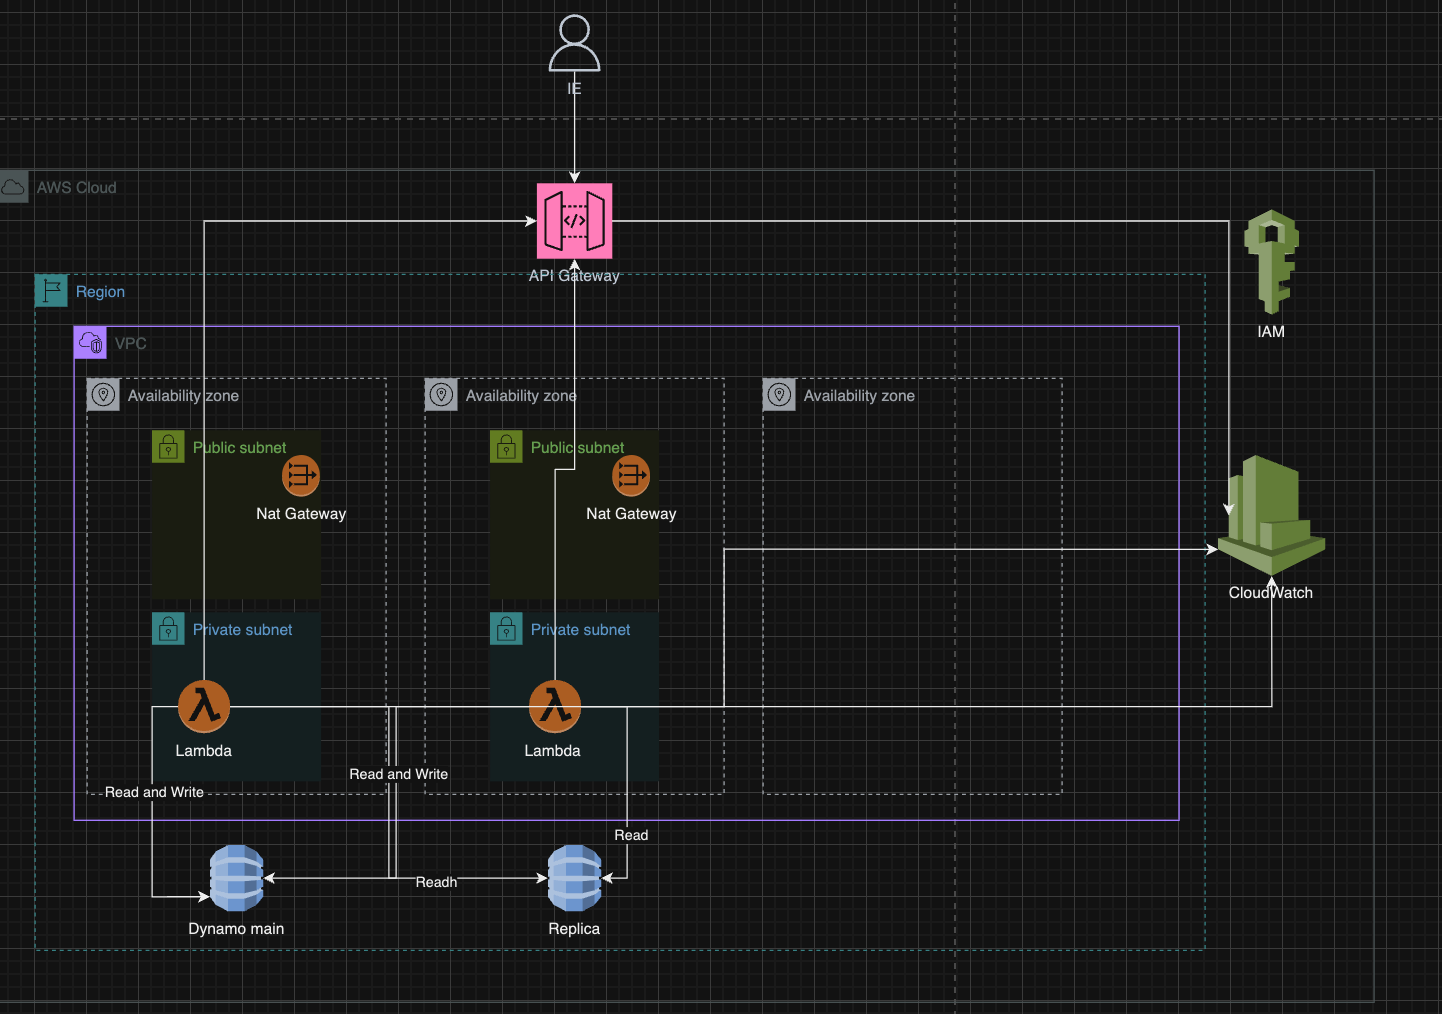 IE
AWS Cloud
API Gateway
Region
IAM
VPC
Availability zone
Availability zone
Availability zone
Public subnet
Public subnet
Nat Gateway
Nat Gateway
CloudWatch
Private subnet
Private subnet
Lambda
Lambda
Read and Write
Read and Write
Read
Readh
Dynamo main
Replica